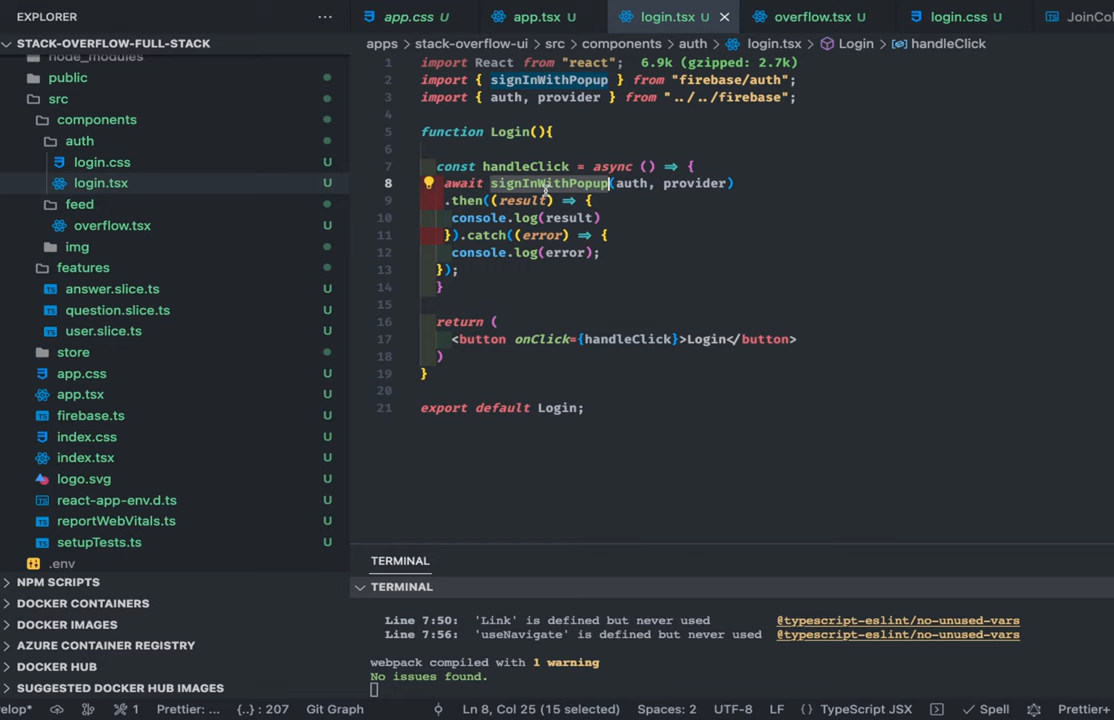 EXPLORER
...
STACK-OVERFLOW-FULL-STACK
node_modules
public
src
components
auth
login.css U
login.tsx U
feed
overflow.tsx U
img
features
answer.slice.ts U
question.slice.ts U
user.slice.ts U
store
app.css U
app.tsx U
firebase.ts U
index.css U
index.tsx U
logo.svg U
react-app-env.d.ts U
reportWebVitals.ts U
setupTests.ts U
.env
NPM SCRIPTS
DOCKER CONTAINERS
DOCKER IMAGES
AZURE CONTAINER REGISTRY
DOCKER HUB
SUGGESTED DOCKER HUB IMAGES
app.css U app.tsx U login.tsx U overflow.tsx U login.css U JoinCol
apps > stack-overflow-ui > src > components > auth > login.tsx > Login > handleClick
1 import React from "react"; 6.9k (gzipped: 2.7k)
2 import { signInWithPopup } from "firebase/auth";
3 import { auth, provider } from "../../firebase";
4
5 function Login(){
6
7 const handleClick = async () => {
8 await signInWithPopup(auth, provider)
9 .then((result) => {
10 console.log(result)
11 }).catch((error) => {
12 console.log(error);
13 });
14 }
15
16 return (
17 <button onClick={handleClick}>Login</button>
18 )
19 }
20
21 export default Login;
TERMINAL
TERMINAL
Line 7:50: 'Link' is defined but never used @typescript-eslint/no-unused-vars
Line 7:56: 'useNavigate' is defined but never used @typescript-eslint/no-unused-vars
webpack compiled with 1 warning
No issues found.
velop* 1 Prettier: ... {..} : 207 Git Graph Ln 8, Col 25 (15 selected) Spaces: 2 UTF-8 LF {} TypeScript JSX Spell Prettier+